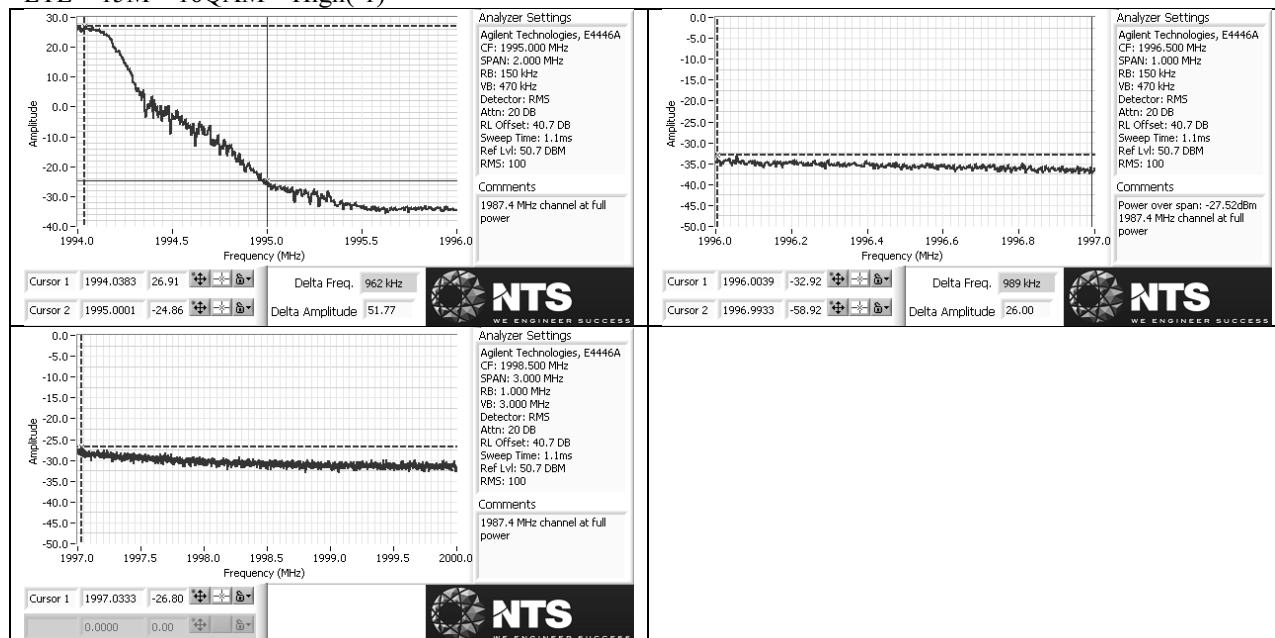 Analyzer Settings
Agilent Technologies, E4446A
CF: 1995.000 MHz
SPAN: 2.000 MHz
RB: 150 kHz
VB: 470 kHz
Detector: RMS
Attn: 20 DB
RL Offset: 40.7 DB
Sweep Time: 1.1ms
Ref Lvl: 50.7 DBM
RMS: 100
Comments
1987.4 MHz channel at full
power
Amplitude
30.0
20.0
10.0
0.0
-10.0
-20.0
-30.0
-40.0
1994.0 1994.5 1995.0 1995.5 1996.0
Frequency (MHz)
Cursor 1 1994.0383 26.91 Delta Freq. 962 kHz
Cursor 2 1995.0001 -24.86 Delta Amplitude 51.77
NTS
WE ENGINEER SUCCESS
Analyzer Settings
Agilent Technologies, E4446A
CF: 1996.500 MHz
SPAN: 1.000 MHz
RB: 150 kHz
VB: 470 kHz
Detector: RMS
Attn: 20 DB
RL Offset: 40.7 DB
Sweep Time: 1.1ms
Ref Lvl: 50.7 DBM
RMS: 100
Comments
Power over span: -27.52dBm
1987.4 MHz channel at full
power
Amplitude
0.0
-5.0
-10.0
-15.0
-20.0
-25.0
-30.0
-35.0
-40.0
-45.0
-50.0
1996.0 1996.2 1996.4 1996.6 1996.8 1997.0
Frequency (MHz)
Cursor 1 1996.0039 -32.92 Delta Freq. 989 kHz
Cursor 2 1996.9933 -58.92 Delta Amplitude 26.00
NTS
WE ENGINEER SUCCESS
Analyzer Settings
Agilent Technologies, E4446A
CF: 1998.500 MHz
SPAN: 3.000 MHz
RB: 1.000 MHz
VB: 3.000 MHz
Detector: RMS
Attn: 20 DB
RL Offset: 40.7 DB
Sweep Time: 1.1ms
Ref Lvl: 50.7 DBM
RMS: 100
Comments
1987.4 MHz channel at full
power
Amplitude
0.0
-5.0
-10.0
-15.0
-20.0
-25.0
-30.0
-35.0
-40.0
-45.0
-50.0
1997.0 1997.5 1998.0 1998.5 1999.0 1999.5 2000.0
Frequency (MHz)
Cursor 1 1997.0333 -26.80
0.0000 0.00
NTS